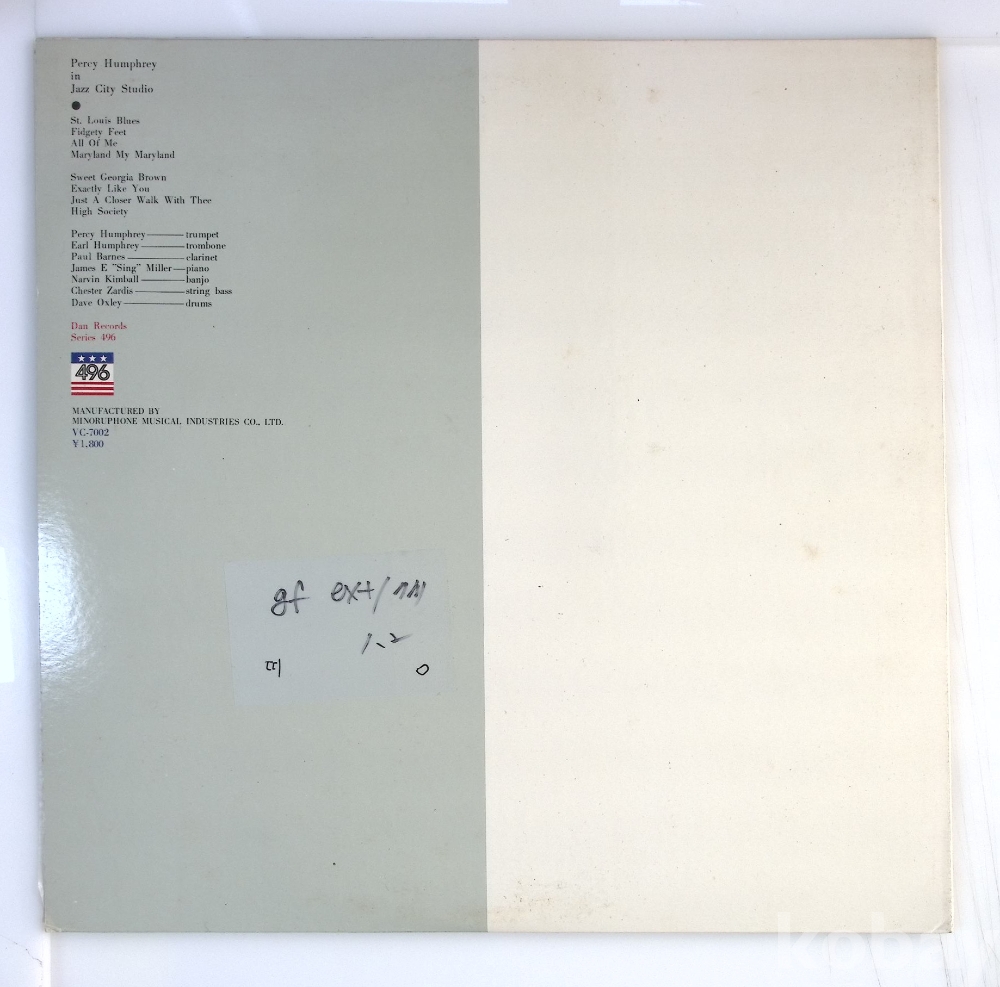 Percy Humphrey
in
Jazz City Studio
●
St. Louis Blues
Fidgety Feet
All Of Me
Maryland My Maryland
Sweet Georgia Brown
Exactly Like You
Just A Closer Walk With Thee
High Society
Percy Humphrey———trumpet
Earl Humphrey———trombone
Paul Barnes———clarinet
James E "Sing" Miller—piano
Narvin Kimball———banjo
Chester Zardis———string bass
Dave Oxley———drums
Dan Records
Series 496
496
MANUFACTURED BY
MINORUPHONE MUSICAL INDUSTRIES CO., LTD.
VC-7002
¥1,800
gf ex+/
1.2